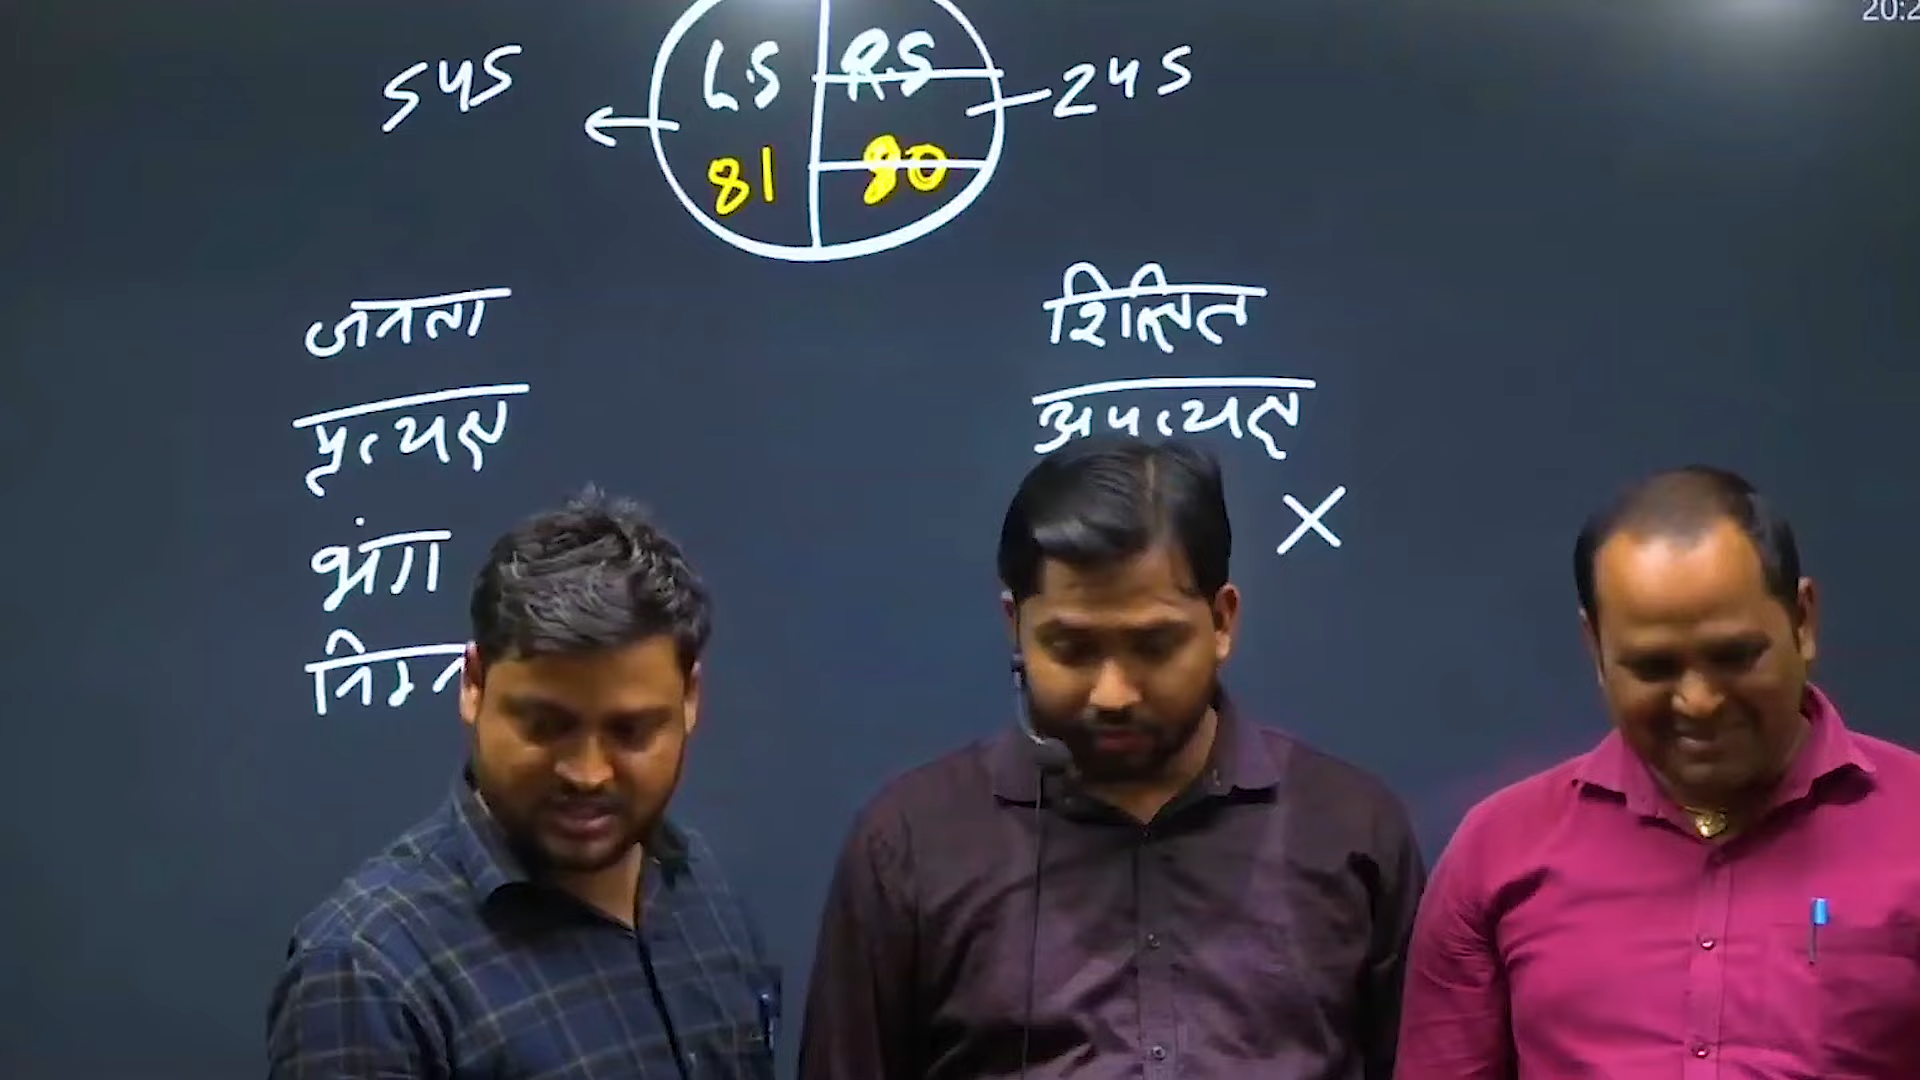 20:2
L.S R.S
545 245
81 80
जनता शिक्षित
प्रत्यक्ष अप्रत्यक्ष
भंग X
निम्न